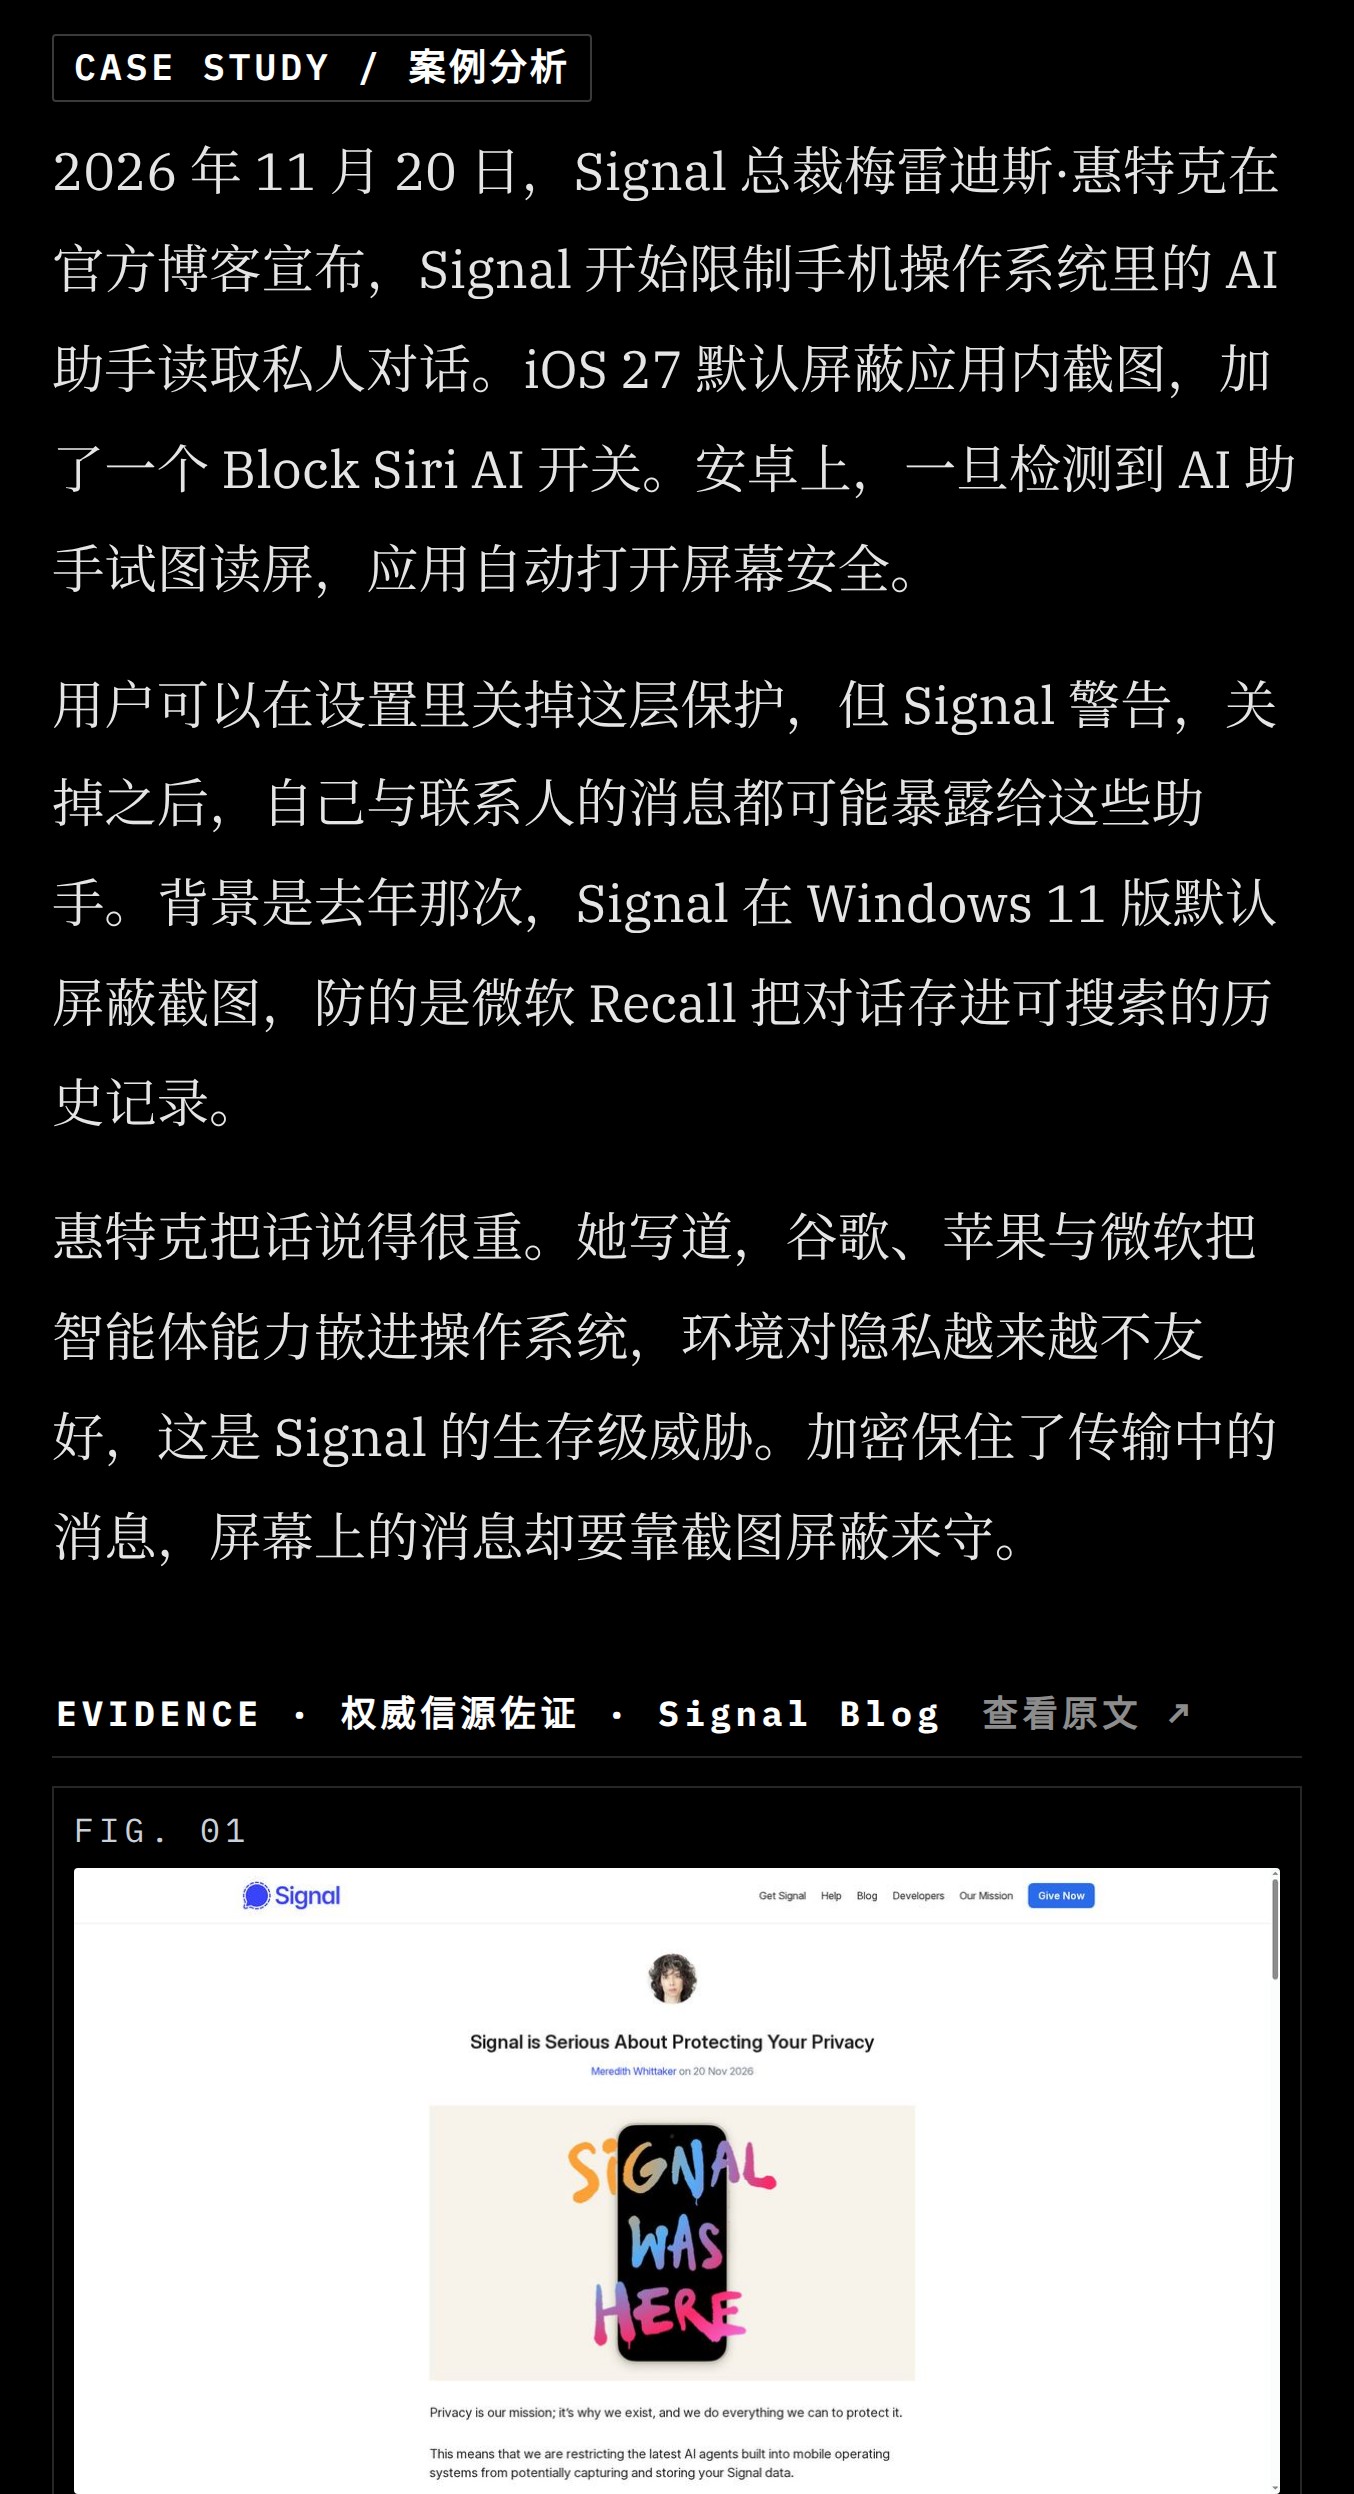 CASE STUDY / 案例分析
2026 年 11 月 20 日，Signal 总裁梅雷迪斯·惠特克在
官方博客宣布，Signal 开始限制手机操作系统里的 AI
助手读取私人对话。iOS 27 默认屏蔽应用内截图，加
了一个 Block Siri AI 开关。安卓上，一旦检测到 AI 助
手试图读屏，应用自动打开屏幕安全。
用户可以在设置里关掉这层保护，但 Signal 警告，关
掉之后，自己与联系人的消息都可能暴露给这些助
手。背景是去年那次，Signal 在 Windows 11 版默认
屏蔽截图，防的是微软 Recall 把对话存进可搜索的历
史记录。
惠特克把话说得很重。她写道，谷歌、苹果与微软把
智能体能力嵌进操作系统，环境对隐私越来越不友
好，这是 Signal 的生存级威胁。加密保住了传输中的
消息，屏幕上的消息却要靠截图屏蔽来守。
EVIDENCE · 权威信源佐证 · Signal Blog 查看原文 ↗
FIG. 01
Signal
Get Signal Help Blog Developers Our Mission Give Now
Signal is Serious About Protecting Your Privacy
Meredith Whittaker on 20 Nov 2026
SiGNAL
WAS
HERE
Privacy is our mission; it's why we exist, and we do everything we can to protect it.
This means that we are restricting the latest AI agents built into mobile operating
systems from potentially capturing and storing your Signal data.